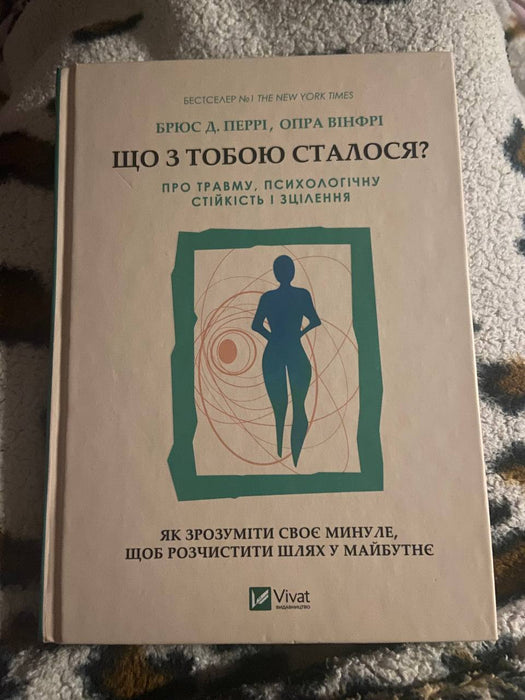 БЕСТСЕЛЕР №1 THE NEW YORK TIMES
БРЮС Д. ПЕРРІ, ОПРА ВІНФРІ
ЩО З ТОБОЮ СТАЛОСЯ?
ПРО ТРАВМУ, ПСИХОЛОГІЧНУ
СТІЙКІСТЬ І ЗЦІЛЕННЯ
ЯК ЗРОЗУМІТИ СВОЄ МИНУЛЕ,
ЩОБ РОЗЧИСТИТИ ШЛЯХ У МАЙБУТНЄ
Vivat
ВИДАВНИЦТВО